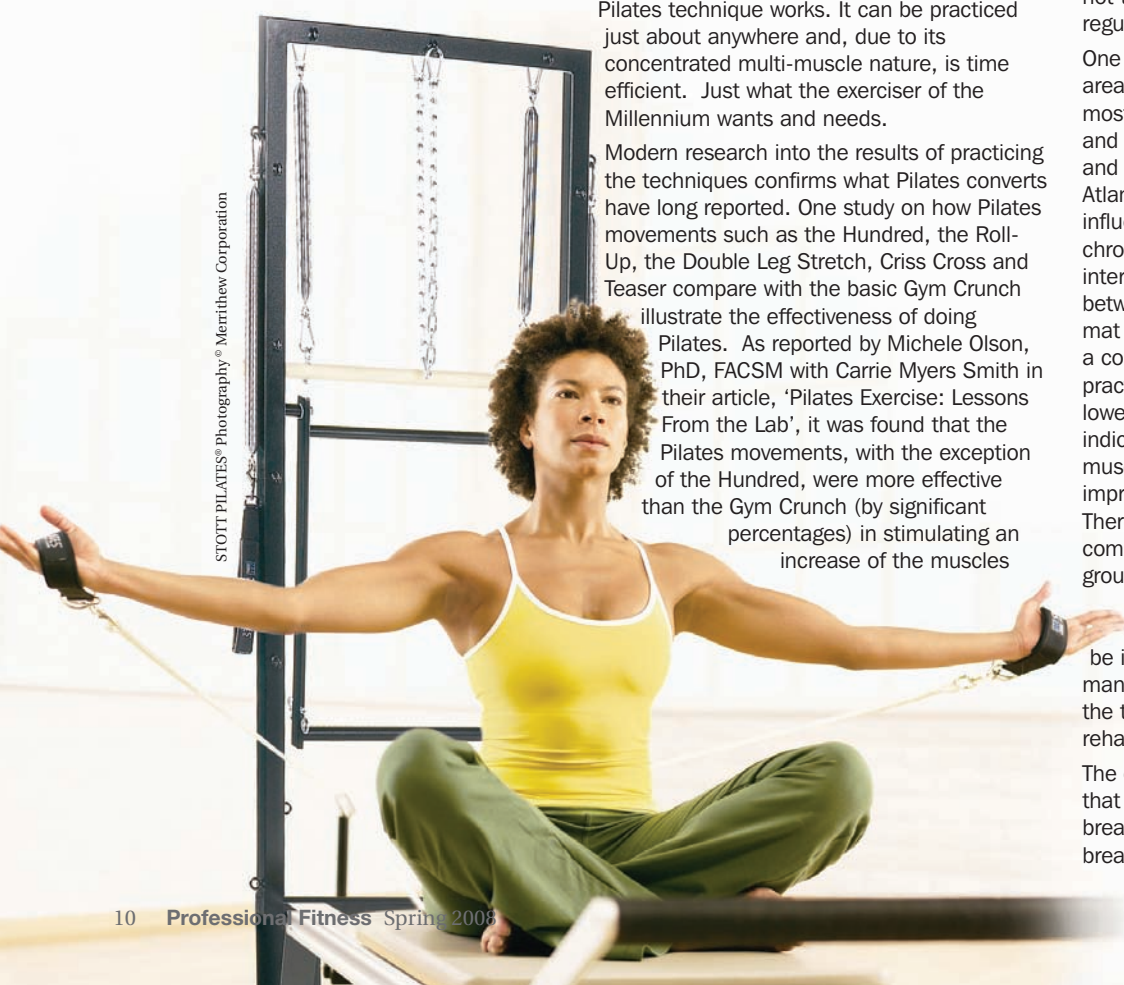 Pilates technique works. It can be practiced
just about anywhere and, due to its
concentrated multi-muscle nature, is time
efficient. Just what the exerciser of the
Millennium wants and needs.
Modern research into the results of practicing
the techniques confirms what Pilates converts
have long reported. One study on how Pilates
movements such as the Hundred, the Roll-
Up, the Double Leg Stretch, Criss Cross and
Teaser compare with the basic Gym Crunch
illustrate the effectiveness of doing
Pilates. As reported by Michele Olson,
PhD, FACSM with Carrie Myers Smith in
their article, ‘Pilates Exercise: Lessons
From the Lab’, it was found that the
Pilates movements, with the exception
of the Hundred, were more effective
than the Gym Crunch (by significant
percentages) in stimulating an
increase of the muscles
regu
One
area
most
and
and
Atlan
influe
chro
inter
betw
mat
a co
prac
lowe
indic
mus
impr
Ther
com
grou
be i
man
the t
reha
The
that
brea
brea
STOTT PILATES® Photography © Merrithew Corporation
10 Professional Fitness Spring 2008